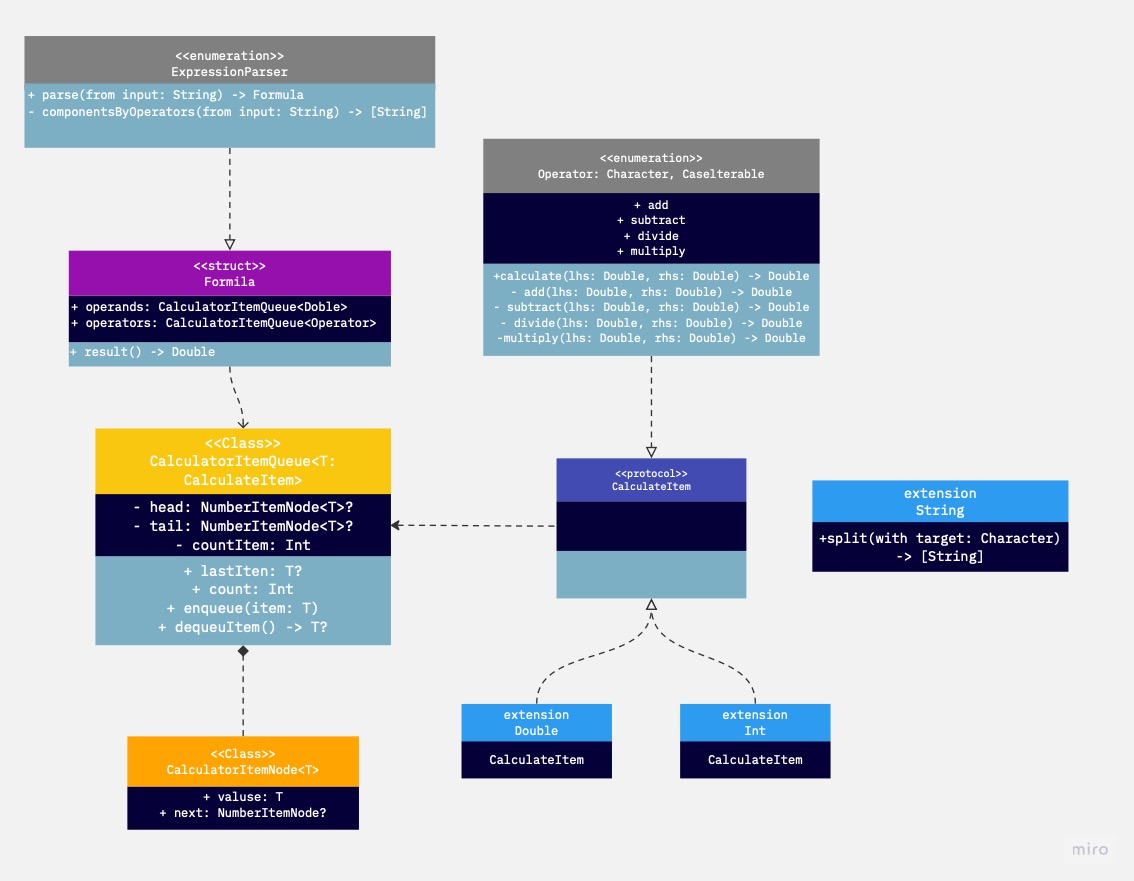 <<enumeration>>
ExpressionParser
+ parse(from input: String) -> Formula
- componentsByOperators(from input: String) -> [String]
<<enumeration>>
Operator: Character, CaseIterable
+ add
+ subtract
+ divide
+ multiply
+calculate(lhs: Double, rhs: Double) -> Double
- add(lhs: Double, rhs: Double) -> Double
- subtract(lhs: Double, rhs: Double) -> Double
- divide(lhs: Double, rhs: Double) -> Double
-multiply(lhs: Double, rhs: Double) -> Double
<<struct>>
Formila
+ operands: CalculatorItemQueue<Doble>
+ operators: CalculatorItemQueue<Operator>
+ result() -> Double
<<Class>>
CalculatorItemQueue<T:
CalculateItem>
- head: NumberItemNode<T>?
- tail: NumberItemNode<T>?
- countItem: Int
+ lastIten: T?
+ count: Int
+ enqueue(item: T)
+ dequeuItem() -> T?
<<protocol>>
CalculateItem
extension
String
+split(with target: Character)
-> [String]
extension
Double
CalculateItem
extension
Int
CalculateItem
<<Class>>
CalculatorItemNode<T>
+ valuse: T
+ next: NumberItemNode?
miro